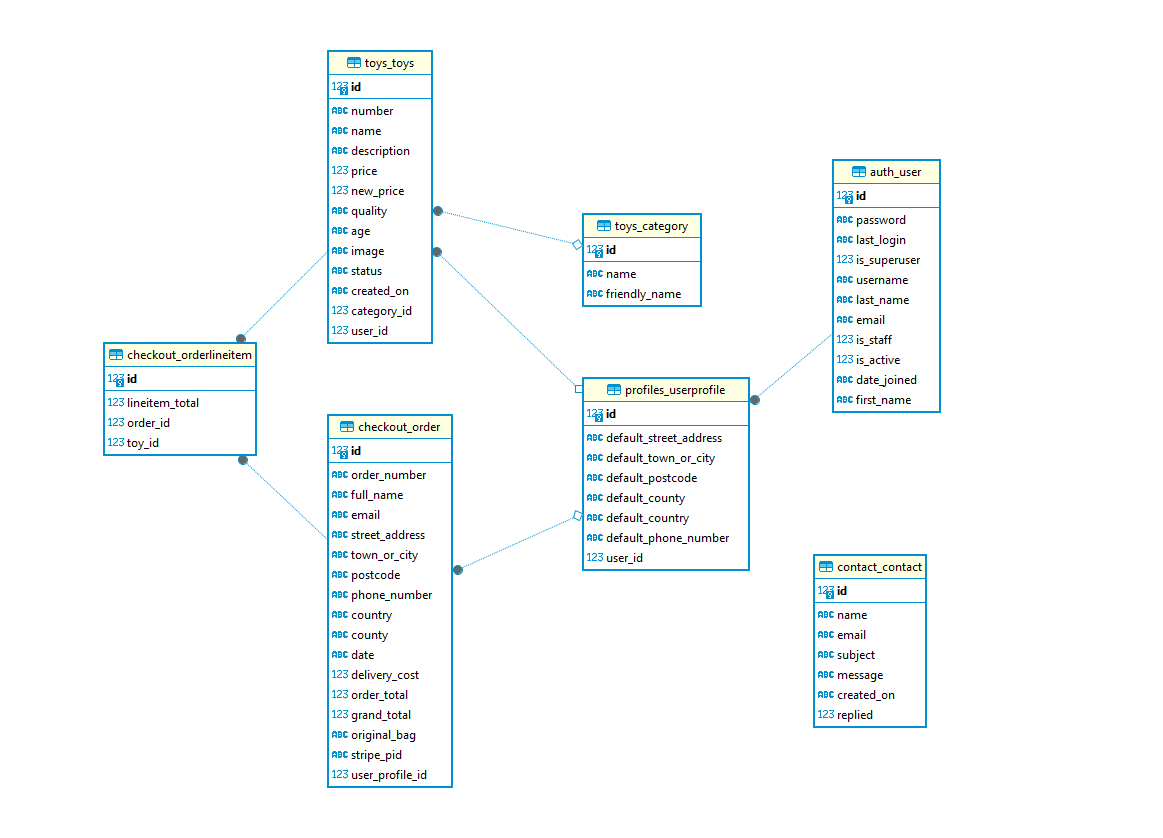 toys_toys
123 id
ABC number
ABC name
ABC description
123 price
123 new_price
ABC quality
ABC age
ABC image
ABC status
ABC created_on
123 category_id
123 user_id
toys_category
123 id
ABC name
ABC friendly_name
auth_user
123 id
ABC password
ABC last_login
123 is_superuser
ABC username
ABC last_name
ABC email
123 is_staff
123 is_active
ABC date_joined
ABC first_name
checkout_orderlineitem
123 id
123 lineitem_total
123 order_id
123 toy_id
checkout_order
123 id
ABC order_number
ABC full_name
ABC email
ABC street_address
ABC town_or_city
ABC postcode
ABC phone_number
ABC country
ABC county
ABC date
123 delivery_cost
123 order_total
123 grand_total
ABC original_bag
ABC stripe_pid
123 user_profile_id
profiles_userprofile
123 id
ABC default_street_address
ABC default_town_or_city
ABC default_postcode
ABC default_county
ABC default_country
ABC default_phone_number
123 user_id
contact_contact
123 id
ABC name
ABC email
ABC subject
ABC message
ABC created_on
123 replied